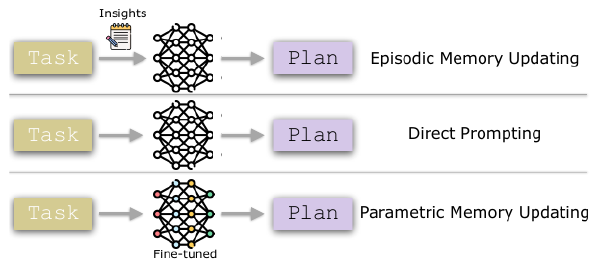 Insights
Task
Plan
Episodic Memory Updating
Task
Plan
Direct Prompting
Task
Plan
Parametric Memory Updating
Fine-tuned